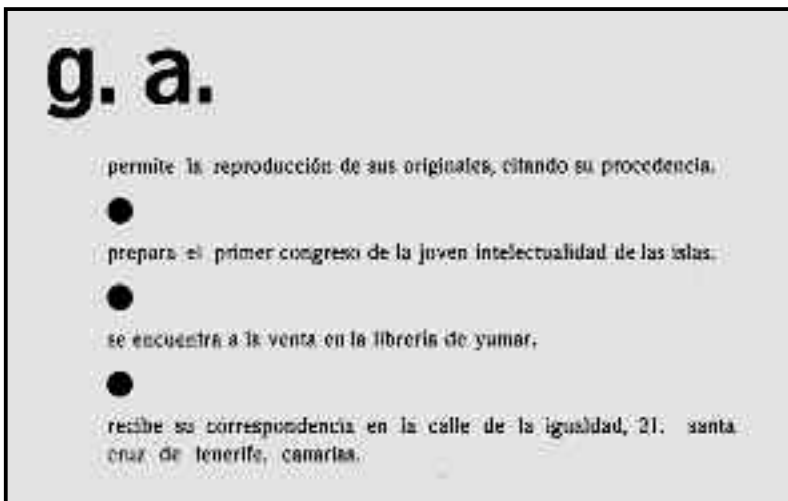 g. a.
permite la reproducción de sus originales, citando su procedencia.
prepara el primer congreso de la joven intelectualidad de las islas.
se encuentra a la venta en la librería de yumar.
recibe su correspondencia en la calle de la igualdad, 21. santa
cruz de tenerife. canarias.